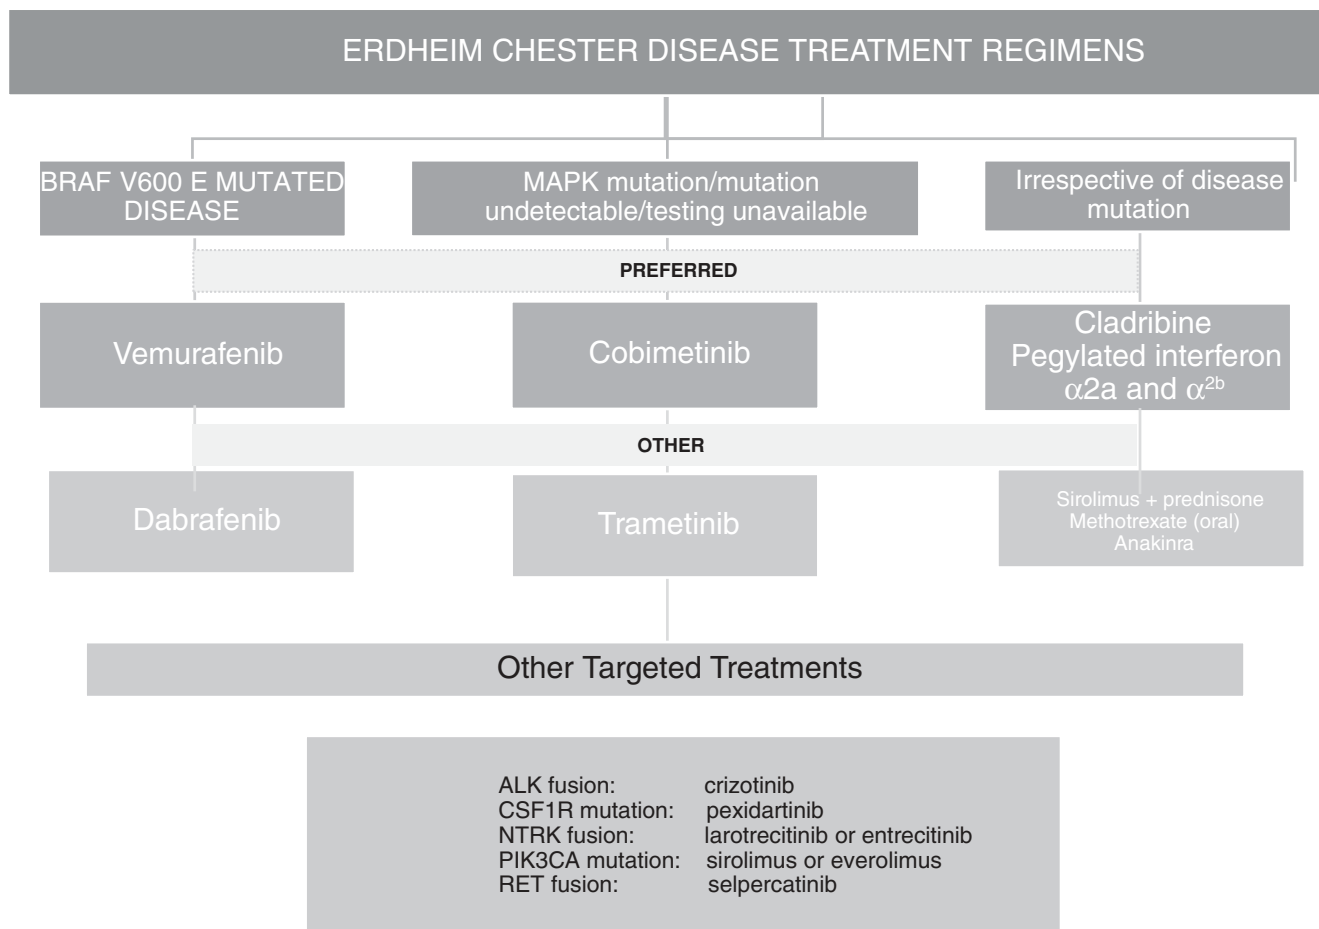 ERDHEIM CHESTER DISEASE TREATMENT REGIMENS
BRAF V600 E MUTATED
DISEASE
MAPK mutation/mutation
undetectable/testing unavailable
Irrespective of disease
mutation
PREFERRED
Vemurafenib
Cobimetinib
Cladribine
Pegylated interferon
α2a and α²ᵇ
OTHER
Dabrafenib
Trametinib
Sirolimus + prednisone
Methotrexate (oral)
Anakinra
Other Targeted Treatments
ALK fusion: crizotinib
CSF1R mutation: pexidartinib
NTRK fusion: larotrecitinib or entrecitinib
PIK3CA mutation: sirolimus or everolimus
RET fusion: selpercatinib